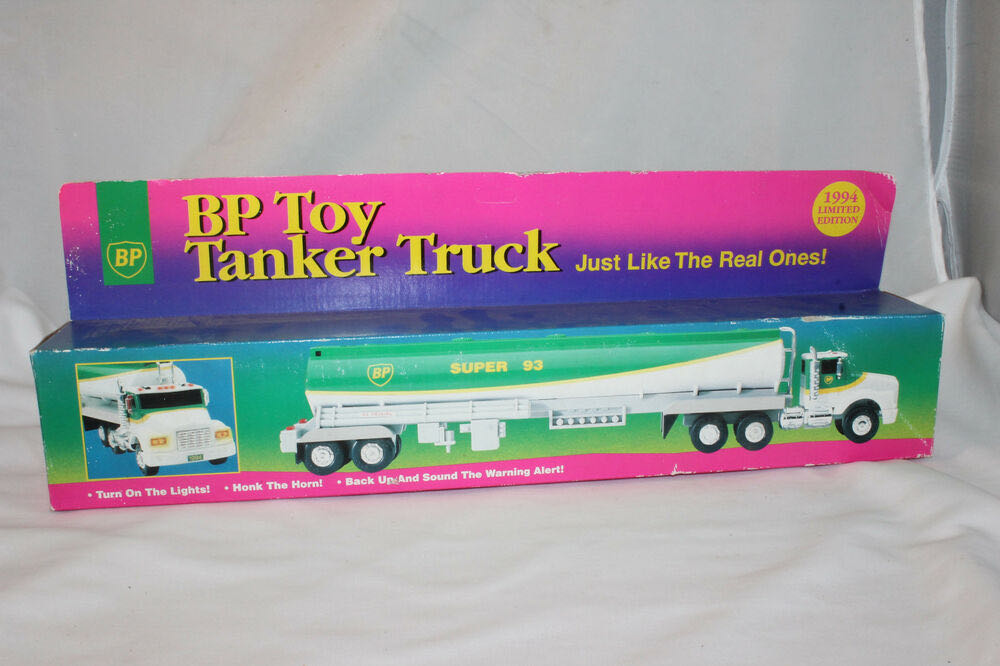 BP
BP Toy
Tanker Truck
Just Like The Real Ones!
1994
LIMITED
EDITION
BP
SUPER 93
1994
• Turn On The Lights! • Honk The Horn! • Back Up And Sound The Warning Alert!